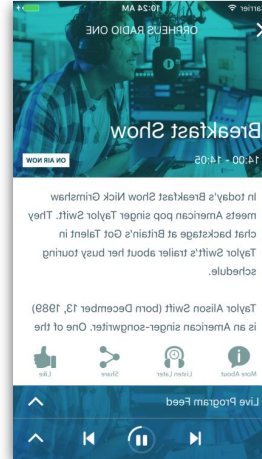 carrier 10:24 AM
ORPHEUS RADIO ONE
Breakfast Show
14:00 - 14:05
ON AIR NOW
In today's Breakfast Show Nick Grimshaw
meets American pop singer Taylor Swift. They
chat backstage at Britain's Got Talent in
Taylor Swift's trailer about her busy touring
schedule.
Taylor Alison Swift (born December 13, 1989)
is an American singer-songwriter. One of the
More About
Listen Later
Share
Like
Live Program Feed